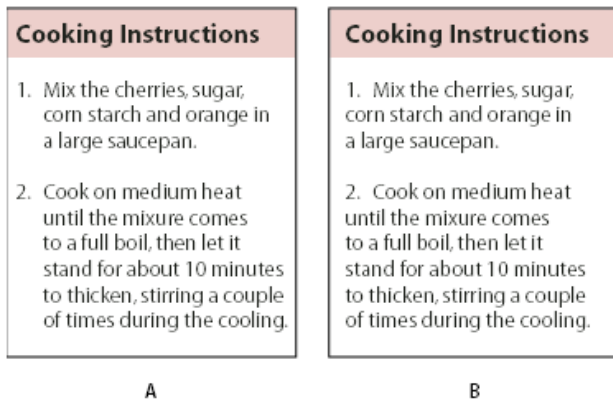 Cooking Instructions
1. Mix the cherries, sugar,
corn starch and orange in
a large saucepan.
2. Cook on medium heat
until the mixure comes
to a full boil, then let it
stand for about 10 minutes
to thicken, stirring a couple
of times during the cooling.
A
Cooking Instructions
1. Mix the cherries, sugar,
corn starch and orange in
a large saucepan.
2. Cook on medium heat
until the mixure comes
to a full boil, then let it
stand for about 10 minutes
to thicken, stirring a couple
of times during the cooling.
B